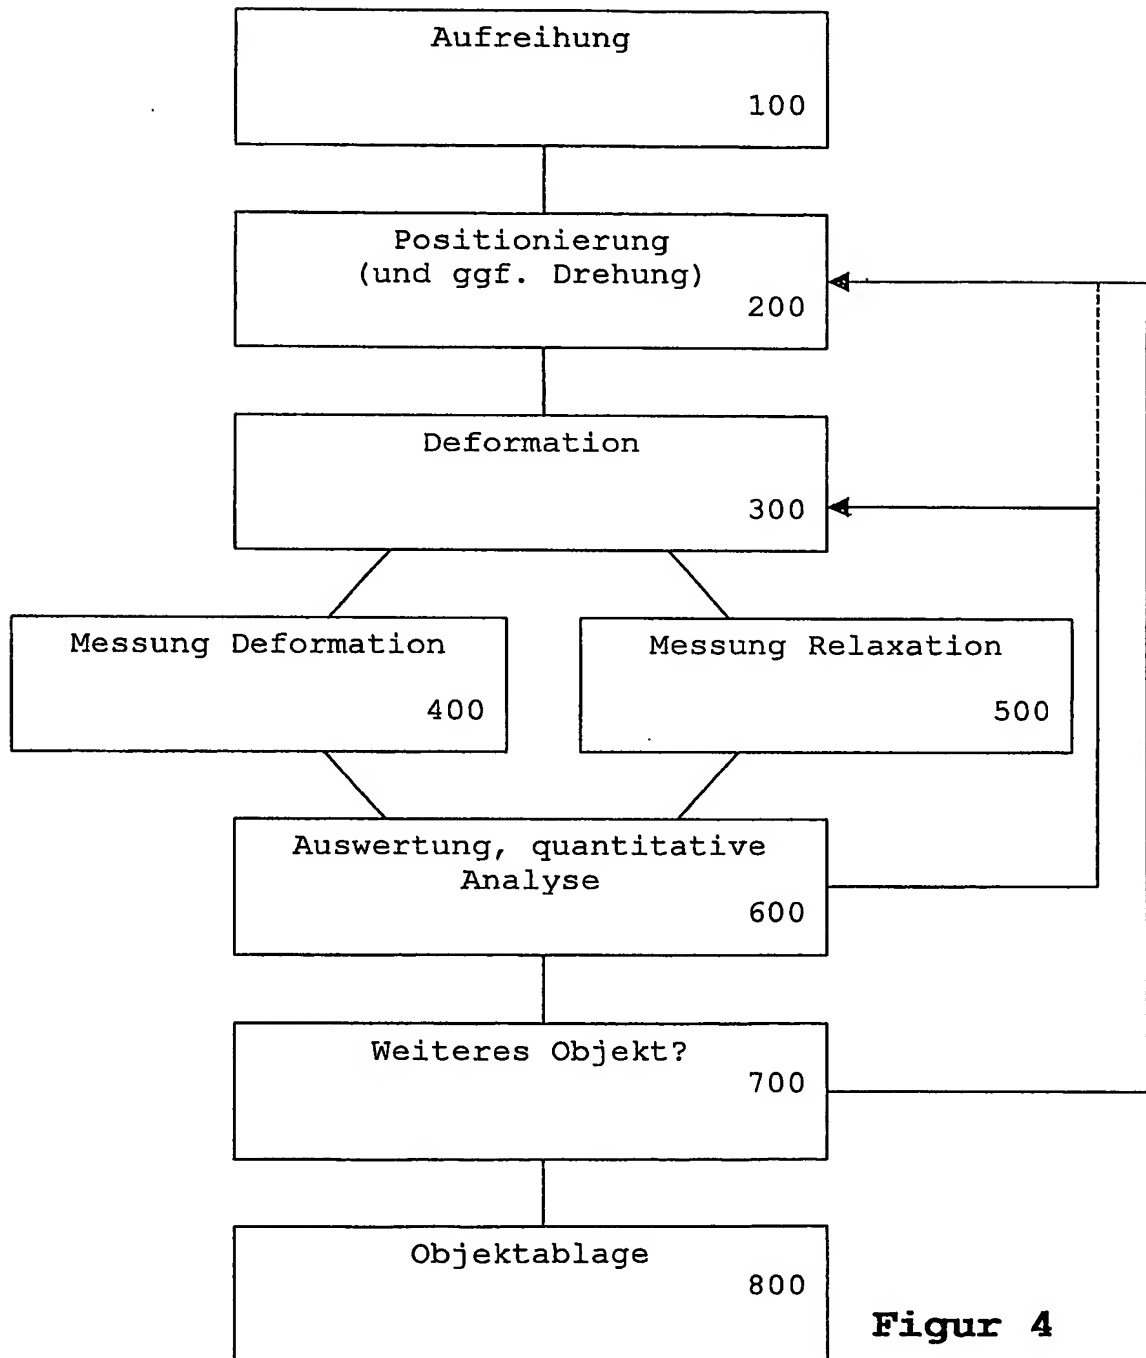 Aufreihung
100
Positionierung
(und ggf. Drehung)
200
Deformation
300
Messung Deformation
400
Messung Relaxation
500
Auswertung, quantitative
Analyse
600
Weiteres Objekt?
700
Objektablage
800
Figur 4